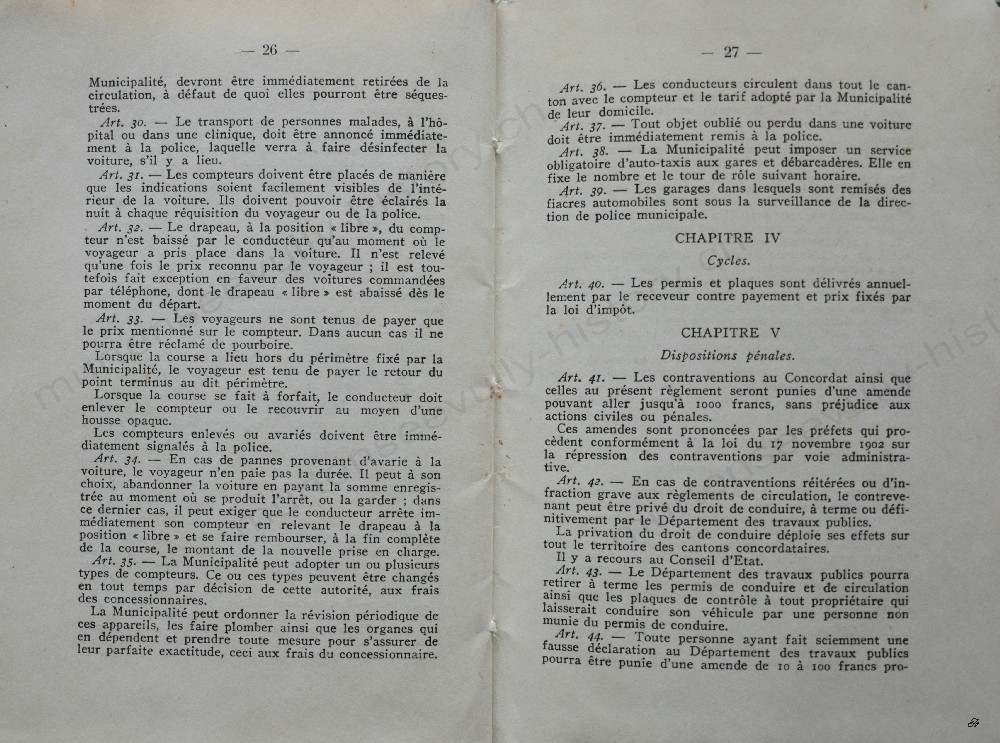 — 26 —
Municipalité, devront être immédiatement retirées de la
circulation, à défaut de quoi elles pourront être séques-
trées.
Art. 30. — Le transport de personnes malades, à l'hô-
pital ou dans une clinique, doit être annoncé immédiate-
ment à la police, laquelle verra à faire désinfecter la
voiture, s'il y a lieu.
Art. 31. — Les compteurs doivent être placés de manière
que les indications soient facilement visibles de l'inté-
rieur de la voiture. Ils doivent pouvoir être éclairés la
nuit à chaque réquisition du voyageur ou de la police.
Art. 32. — Le drapeau, à la position « libre », du comp-
teur n'est baissé par le conducteur qu'au moment où le
voyageur a pris place dans la voiture. Il n'est relevé
qu'une fois le prix reconnu par le voyageur ; il est tou-
tefois fait exception en faveur des voitures commandées
par téléphone, dont le drapeau « libre » est abaissé dès le
moment du départ.
Art. 33. — Les voyageurs ne sont tenus de payer que
le prix mentionné sur le compteur. Dans aucun cas il ne
pourra être réclamé de pourboire.
Lorsque la course a lieu hors du périmètre fixé par la
Municipalité, le voyageur est tenu de payer le retour du
point terminus au dit périmètre.
Lorsque la course se fait à forfait, le conducteur doit
enlever le compteur ou le recouvrir au moyen d'une
housse opaque.
Les compteurs enlevés ou avariés doivent être immé-
diatement signalés à la police.
Art. 34. — En cas de pannes provenant d'avarie à la
voiture, le voyageur n'en paie pas la durée. Il peut à son
choix, abandonner la voiture en payant la somme enregis-
trée au moment où se produit l'arrêt, ou la garder ; dans
ce dernier cas, il peut exiger que le conducteur arrête im-
médiatement son compteur en relevant le drapeau à la
position « libre » et se faire rembourser, à la fin complète
de la course, le montant de la nouvelle prise en charge.
Art. 35. — La Municipalité peut adopter un ou plusieurs
types de compteurs. Ce ou ces types peuvent être changés
en tout temps par décision de cette autorité, aux frais
des concessionnaires.
La Municipalité peut ordonner la révision périodique de
ces appareils, les faire plomber ainsi que les organes qui
en dépendent et prendre toute mesure pour s'assurer de
leur parfaite exactitude, ceci aux frais du concessionnaire.
— 27 —
Art. 36. — Les conducteurs circulent dans tout le can-
ton avec le compteur et le tarif adopté par la Municipalité
de leur domicile.
Art. 37. — Tout objet oublié ou perdu dans une voiture
doit être immédiatement remis à la police.
Art. 38. — La Municipalité peut imposer un service
obligatoire d'auto-taxis aux gares et débarcadères. Elle en
fixe le nombre et le tour de rôle suivant horaire.
Art. 39. — Les garages dans lesquels sont remisés des
fiacres automobiles sont sous la surveillance de la direc-
tion de police municipale.
CHAPITRE IV
Cycles.
Art. 40. — Les permis et plaques sont délivrés annuel-
lement par le receveur contre payement et prix fixés par
la loi d'impôt.
CHAPITRE V
Dispositions pénales.
Art. 41. — Les contraventions au Concordat ainsi que
celles au présent règlement seront punies d'une amende
pouvant aller jusqu'à 1000 francs, sans préjudice aux
actions civiles ou pénales.
Ces amendes sont prononcées par les préfets qui pro-
cèdent conformément à la loi du 17 novembre 1902 sur
la répression des contraventions par voie administra-
tive.
Art. 42. — En cas de contraventions réitérées ou d'in-
fraction grave aux règlements de circulation, le contreve-
nant peut être privé du droit de conduire, à terme ou défi-
nitivement par le Département des travaux publics.
La privation du droit de conduire déploie ses effets sur
tout le territoire des cantons concordataires.
Il y a recours au Conseil d'Etat.
Art. 43. — Le Département des travaux publics pourra
retirer à terme les permis de conduire et de circulation
ainsi que les plaques de contrôle à tout propriétaire qui
laisserait conduire son véhicule par une personne non
munie du permis de conduire.
Art. 44. — Toute personne ayant fait sciemment une
fausse déclaration au Département des travaux publics
pourra être punie d'une amende de 10 à 100 francs pro-